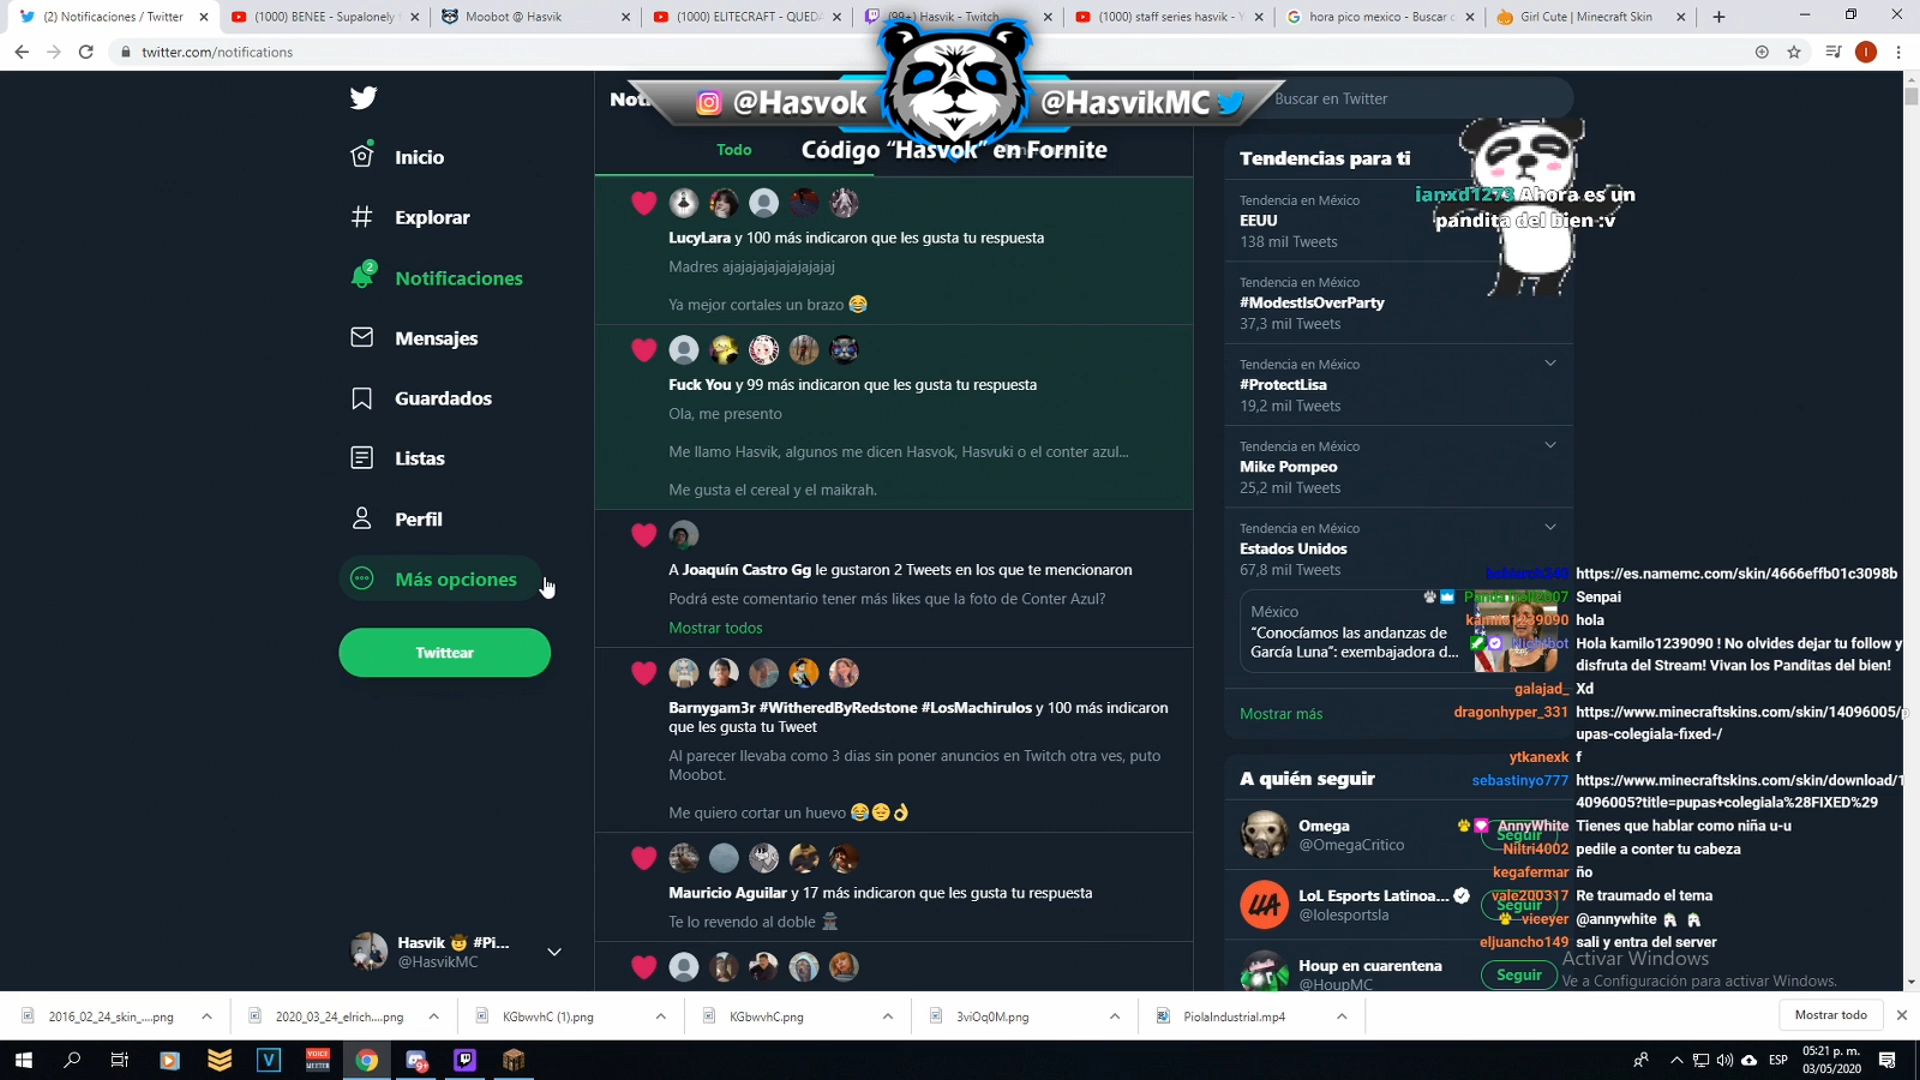 (2) Notificaciones / Twitter
(1000) BENEE - Supalonely f
Moobot @ Hasvik
(1000) ELITECRAFT - QUEDA
(99+) Hasvik - Twitch
(1000) staff series hasvik - Y
hora pico mexico - Buscar c
Girl Cute | Minecraft Skin
twitter.com/notifications
I
@Hasvok
@HasvikMC
Código “Hasvok” en Fornite
Inicio
Explorar
2
Notificaciones
Mensajes
Guardados
Listas
Perfil
Más opciones
Twittear
Hasvik 🤠 #Pi...
@HasvikMC
Todo
LucyLara y 100 más indicaron que les gusta tu respuesta
Madres ajajajajajajajajaj
Ya mejor cortales un brazo 😂
Fuck You y 99 más indicaron que les gusta tu respuesta
Ola, me presento
Me llamo Hasvik, algunos me dicen Hasvok, Hasvuki o el conter azul...
Me gusta el cereal y el maikrah.
A Joaquín Castro Gg le gustaron 2 Tweets en los que te mencionaron
Podrá este comentario tener más likes que la foto de Conter Azul?
Mostrar todos
Barnygam3r #WitheredByRedstone #LosMachirulos y 100 más indicaron
que les gusta tu Tweet
Al parecer llevaba como 3 dias sin poner anuncios en Twitch otra ves, puto
Moobot.
Me quiero cortar un huevo 😂😔👌
Mauricio Aguilar y 17 más indicaron que les gusta tu respuesta
Te lo revendo al doble 🕵
Buscar en Twitter
Tendencias para ti
Tendencia en México
EEUU
138 mil Tweets
Tendencia en México
#ModestIsOverParty
37,3 mil Tweets
Tendencia en México
#ProtectLisa
19,2 mil Tweets
Tendencia en México
Mike Pompeo
25,2 mil Tweets
Tendencia en México
Estados Unidos
67,8 mil Tweets
México
“Conocíamos las andanzas de
García Luna”: exembajadora d...
Mostrar más
A quién seguir
Omega
@OmegaCritico
Seguir
LoL Esports Latinoa...
@lolesportsla
Seguir
Houp en cuarentena
@HoupMC
Seguir
ianxd1273 Ahora es un
pandita del bien :v
https://es.namemc.com/skin/4666effb01c3098b
Senpai
kamilo1239090 hola
Nightbot Hola kamilo1239090 ! No olvides dejar tu follow y
disfruta del Stream! Vivan los Panditas del bien!
galajad_ Xd
dragonhyper_331 https://www.minecraftskins.com/skin/14096005/p
upas-colegiala-fixed-/
ytkanexk f
sebastinyo777 https://www.minecraftskins.com/skin/download/1
4096005?title=pupas+colegiala%28FIXED%29
AnnyWhite Tienes que hablar como niña u-u
Niltri4002 pedile a conter tu cabeza
kegafermar ño
vale200317 Re traumado el tema
viceyer @annywhite
eljuancho149 sali y entra del server
Activar Windows
Ve a Configuración para activar Windows.
2016_02_24_skin_....png
2020_03_24_elrich....png
KGbwvhC (1).png
KGbwvhC.png
3viOq0M.png
PiolaIndustrial.mp4
Mostrar todo
ESP
05:21 p. m.
03/05/2020